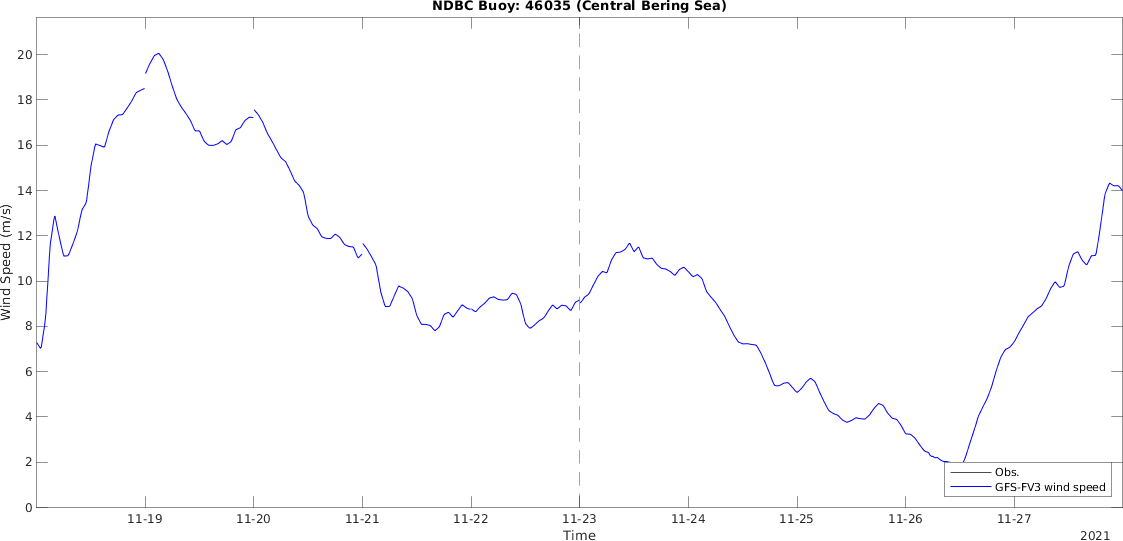 NDBC Buoy: 46035 (Central Bering Sea)
20
18
16
14
12
10
8
6
4
2
0
Wind Speed (m/s)
Obs.
GFS-FV3 wind speed
11-19 11-20 11-21 11-22 11-23 11-24 11-25 11-26 11-27
Time
2021